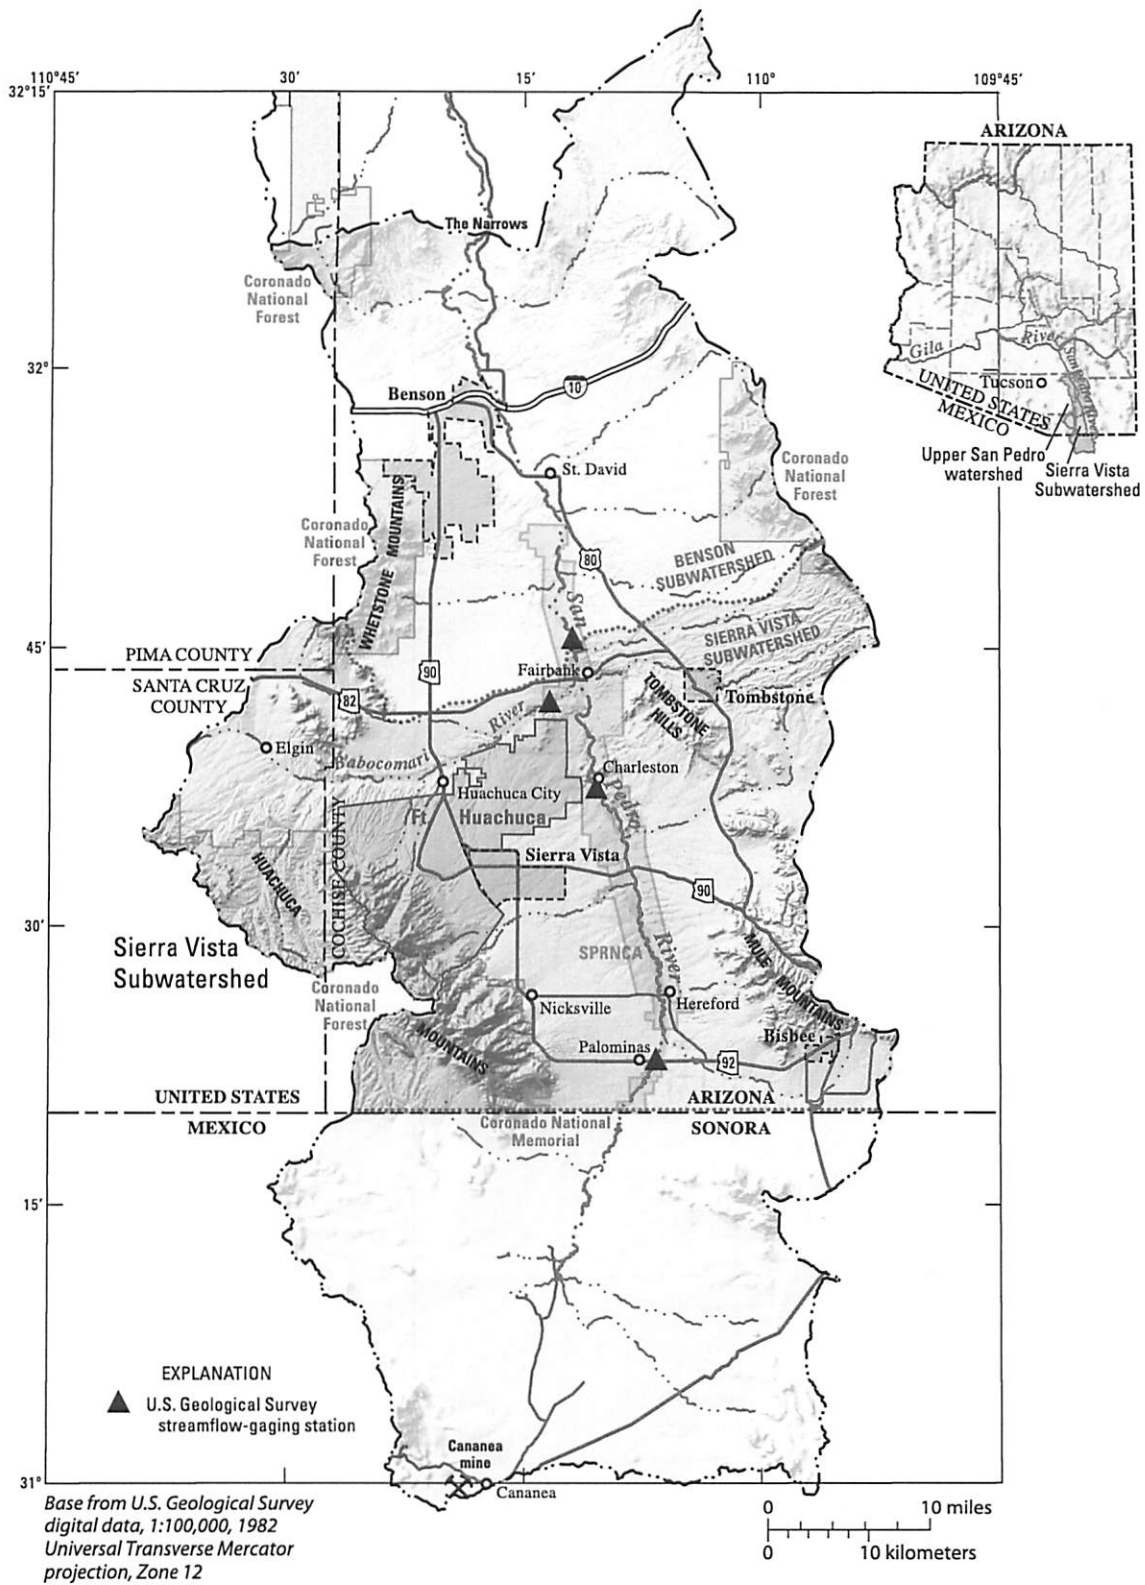 110°45′
30′
15′
110°
109°45′
32°15′
ARIZONA
The Narrows
Coronado
National
Forest
Gila
River
San Pedro River
Tucson
UNITED STATES
MEXICO
Upper San Pedro
watershed
Sierra Vista
Subwatershed
32°
Benson
10
St. David
Coronado
National
Forest
Coronado
National
Forest
WHETSTONE MOUNTAINS
80
BENSON
SUBWATERSHED
San
SIERRA VISTA
SUBWATERSHED
45′
PIMA COUNTY
SANTA CRUZ
COUNTY
90
82
Fairbank
TOMBSTONE
HILLS
Tombstone
River
Elgin
Babocomari
Charleston
Pedro
Huachuca City
Ft. Huachuca
COCHISE COUNTY
HUACHUCA
Sierra Vista
90
30′
Sierra Vista
Subwatershed
SPRNCA
River
MULE MOUNTAINS
Coronado
National
Forest
Nicksville
Hereford
MOUNTAINS
Bisbee
Palominas
92
UNITED STATES
MEXICO
ARIZONA
SONORA
Coronado National
Memorial
15′
EXPLANATION
U.S. Geological Survey
streamflow-gaging station
Cananea
mine
Cananea
31°
Base from U.S. Geological Survey
digital data, 1:100,000, 1982
Universal Transverse Mercator
projection, Zone 12
0 10 miles
0 10 kilometers